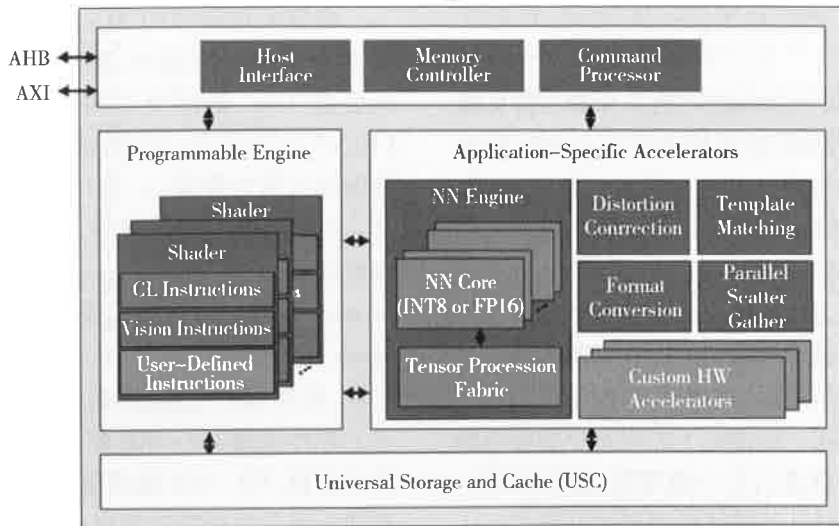 AHB
AXI
Host
Interface
Memory
Controller
Command
Processor
Programmable Engine
Shader
Shader
CL Instructions
Vision Instructions
User-Defined
Instructions
Application-Specific Accelerators
NN Engine
NN Core
(INT8 or FP16)
Tensor Procession
Fabric
Distortion
Conrrection
Template
Matching
Format
Conversion
Parallel
Scatter
Gather
Custom HW
Accelerators
Universal Storage and Cache (USC)